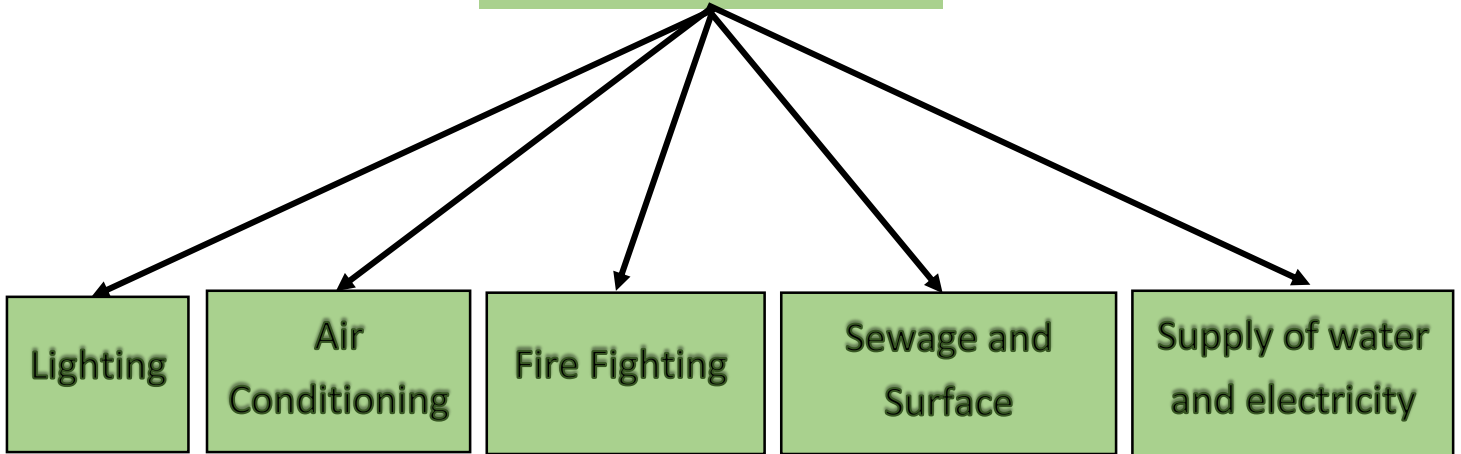 Lighting
Air
Conditioning
Fire Fighting
Sewage and
Surface
Supply of water
and electricity